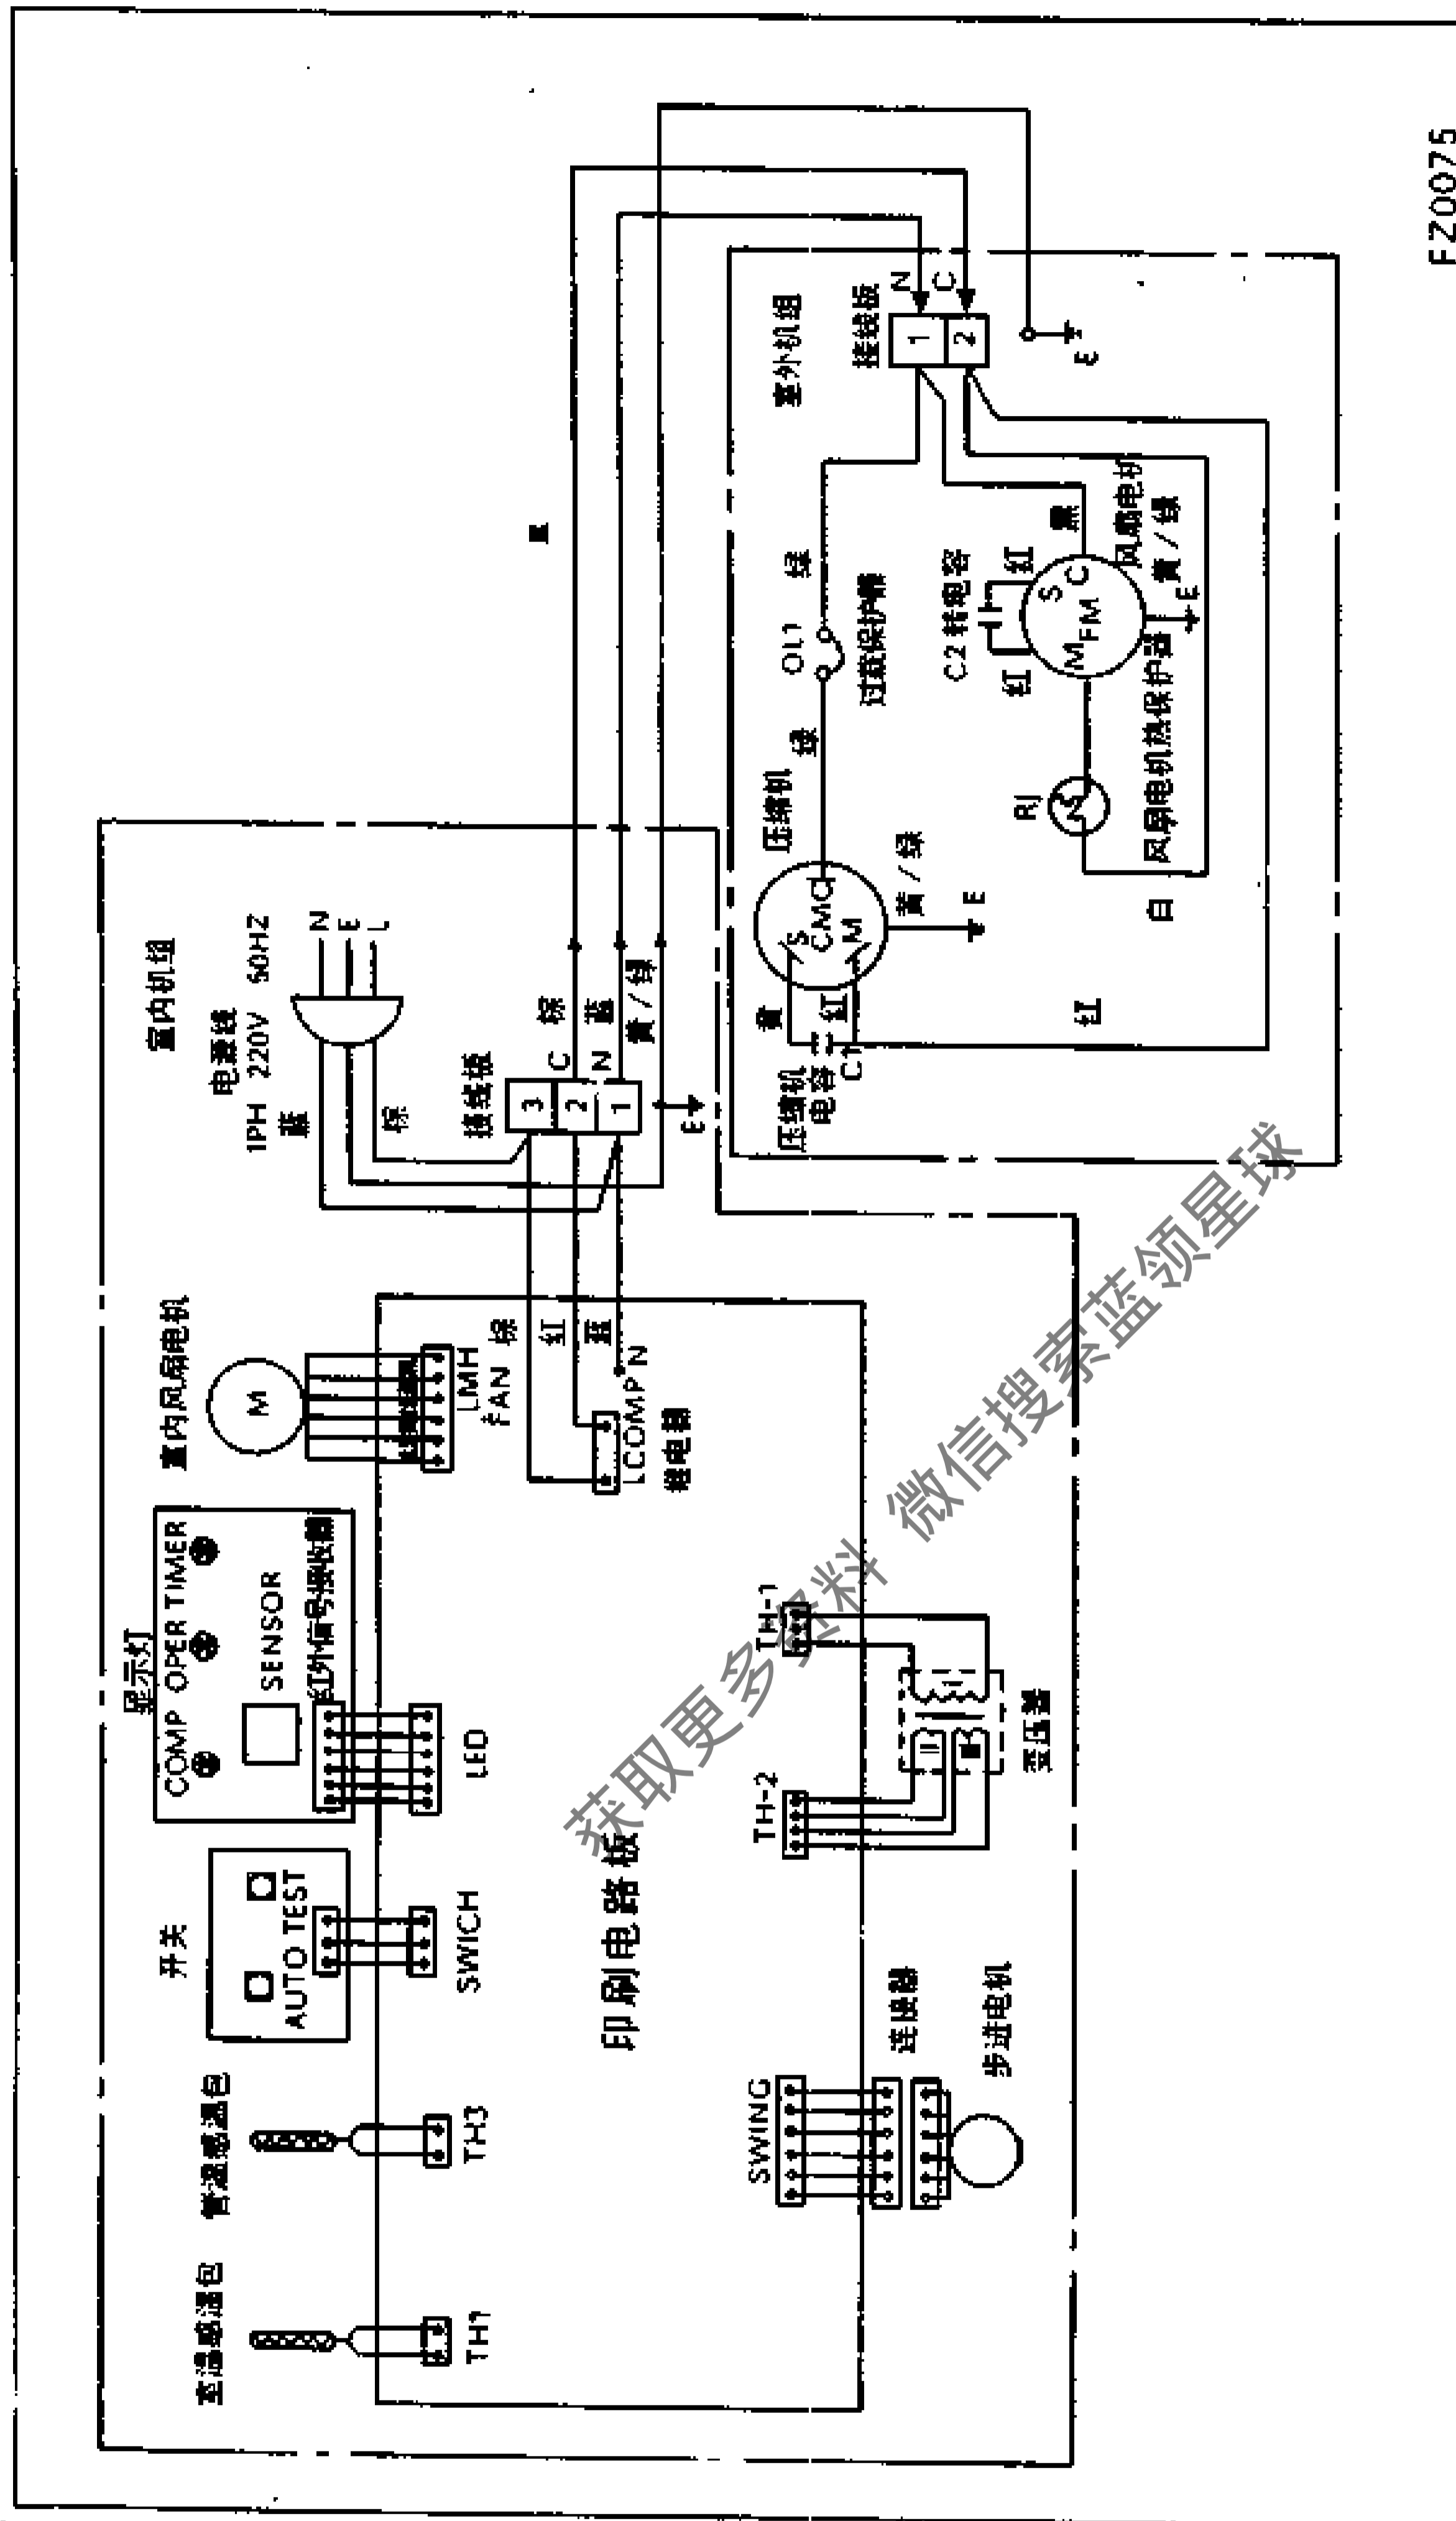 室温感温包
管温感温包
开关
显示灯
室内风扇电机
室内机组
AUTO TEST
COMP OPER TIMER
SENSOR
红外信号接收器
M
电源线
1PH 220V 50HZ
蓝
棕
N
E
L
TH1
TH3
SWICH
LED
LMH
FAN
棕
红
蓝
接线板
3
2
1
C
N
棕
蓝
黄/绿
E
LCOMP N
继电器
印刷电路板
SWING
TH-2
TH-1
连接器
步进电机
变压器
室外机组
接线板
1
2
N
C
E
压缩机
绿
OL1
绿
过载保护器
S
CMC
M
黄
红
压缩机
电容
C1
黄/绿
E
C2转电容
红
红
S
C
M
FM
黑
风扇电机
黄/绿
E
RJ
风扇电机热保护器
白
红
FZ0075
获取更多资料 微信搜索蓝领星球